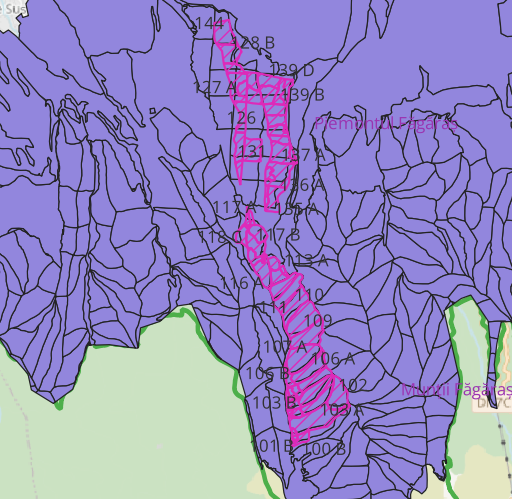 e Sus
144
128 B
139 D
127 A
139 B
126
Piemontul Făgăraș
131
137 A
136 A
117 A
135 A
118 C
117 B
113 A
116 A
110
111
109
107 A
106 A
106 B
102
Munții Făgăraș
103 B
103 A
101 B
100 B